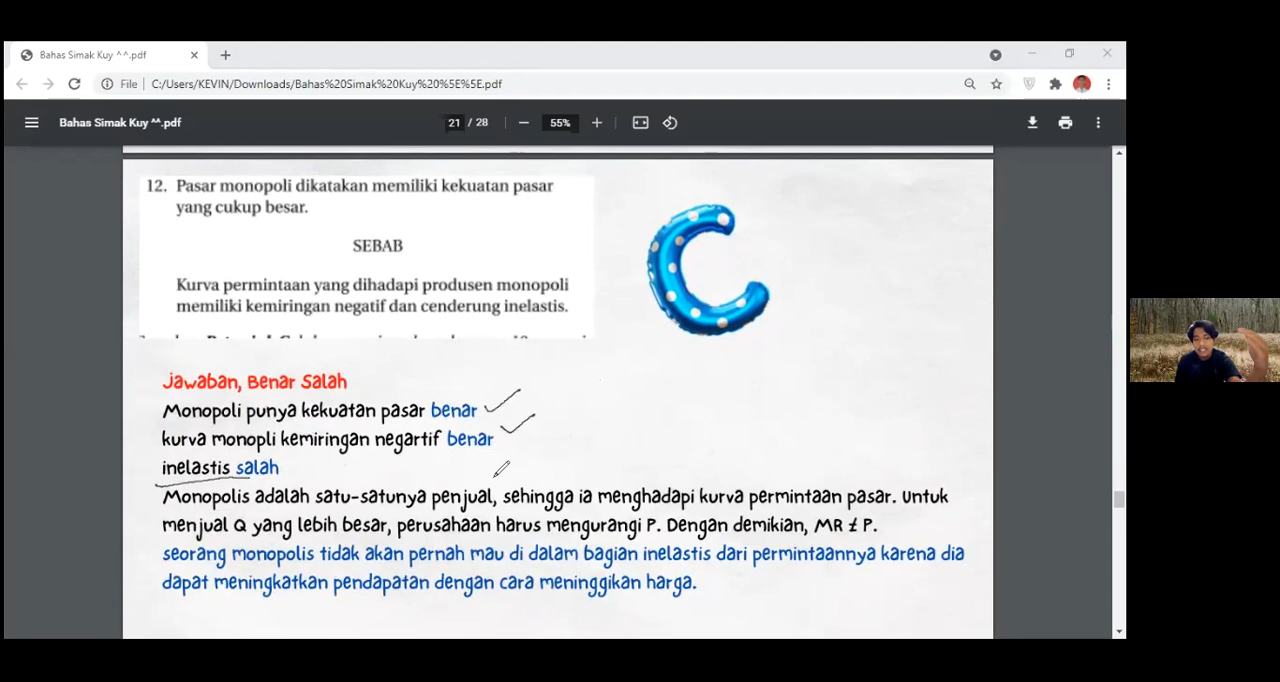 Bahas Simak Kuy ^^.pdf
File
C:/Users/KEVIN/Downloads/Bahas%20Simak%20Kuy%20%5E%5E.pdf
Bahas Simak Kuy ^^.pdf
21 / 28
55%
12. Pasar monopoli dikatakan memiliki kekuatan pasar
yang cukup besar.
SEBAB
Kurva permintaan yang dihadapi produsen monopoli
memiliki kemiringan negatif dan cenderung inelastis.
C
Jawaban, Benar Salah
Monopoli punya kekuatan pasar benar
kurva monopli kemiringan negartif benar
inelastis salah
Monopolis adalah satu-satunya penjual, sehingga ia menghadapi kurva permintaan pasar. Untuk
menjual Q yang lebih besar, perusahaan harus mengurangi P. Dengan demikian, MR ≠ P.
seorang monopolis tidak akan pernah mau di dalam bagian inelastis dari permintaannya karena dia
dapat meningkatkan pendapatan dengan cara meninggikan harga.